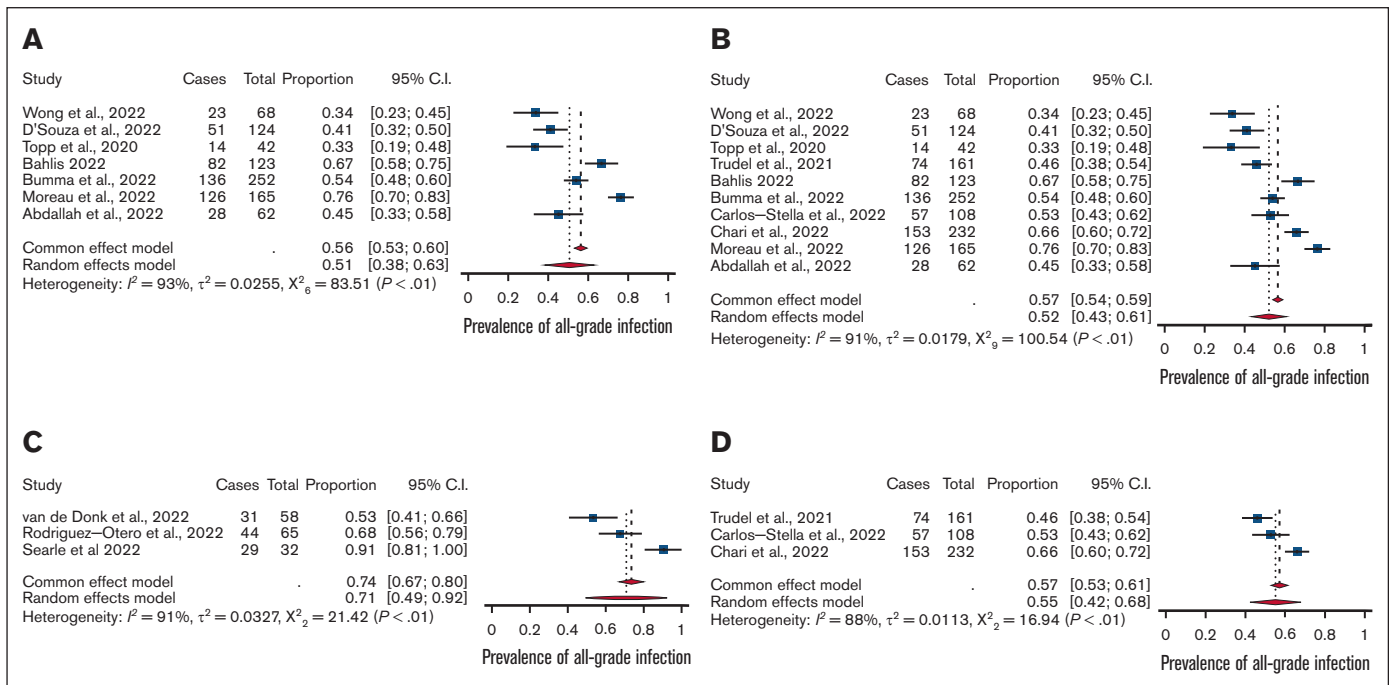 A
Study Cases Total Proportion 95% C.I.
Wong et al., 2022 23 68 0.34 [0.23; 0.45]
D'Souza et al., 2022 51 124 0.41 [0.32; 0.50]
Topp et al., 2020 14 42 0.33 [0.19; 0.48]
Bahlis 2022 82 123 0.67 [0.58; 0.75]
Bumma et al., 2022 136 252 0.54 [0.48; 0.60]
Moreau et al., 2022 126 165 0.76 [0.70; 0.83]
Abdallah et al., 2022 28 62 0.45 [0.33; 0.58]
Common effect model . 0.56 [0.53; 0.60]
Random effects model 0.51 [0.38; 0.63]
Heterogeneity: I² = 93%, τ² = 0.0255, X²₆ = 83.51 (P < .01)
0 0.2 0.4 0.6 0.8 1
Prevalence of all-grade infection
B
Study Cases Total Proportion 95% C.I.
Wong et al., 2022 23 68 0.34 [0.23; 0.45]
D'Souza et al., 2022 51 124 0.41 [0.32; 0.50]
Topp et al., 2020 14 42 0.33 [0.19; 0.48]
Trudel et al., 2021 74 161 0.46 [0.38; 0.54]
Bahlis 2022 82 123 0.67 [0.58; 0.75]
Bumma et al., 2022 136 252 0.54 [0.48; 0.60]
Carlos–Stella et al., 2022 57 108 0.53 [0.43; 0.62]
Chari et al., 2022 153 232 0.66 [0.60; 0.72]
Moreau et al., 2022 126 165 0.76 [0.70; 0.83]
Abdallah et al., 2022 28 62 0.45 [0.33; 0.58]
Common effect model . 0.57 [0.54; 0.59]
Random effects model 0.52 [0.43; 0.61]
Heterogeneity: I² = 91%, τ² = 0.0179, X²₉ = 100.54 (P < .01)
0 0.2 0.4 0.6 0.8 1
Prevalence of all-grade infection
C
Study Cases Total Proportion 95% C.I.
van de Donk et al., 2022 31 58 0.53 [0.41; 0.66]
Rodriguez–Otero et al., 2022 44 65 0.68 [0.56; 0.79]
Searle et al 2022 29 32 0.91 [0.81; 1.00]
Common effect model . 0.74 [0.67; 0.80]
Random effects model 0.71 [0.49; 0.92]
Heterogeneity: I² = 91%, τ² = 0.0327, X²₂ = 21.42 (P < .01)
0 0.2 0.4 0.6 0.8 1
Prevalence of all-grade infection
D
Study Cases Total Proportion 95% C.I.
Trudel et al., 2021 74 161 0.46 [0.38; 0.54]
Carlos–Stella et al., 2022 57 108 0.53 [0.43; 0.62]
Chari et al., 2022 153 232 0.66 [0.60; 0.72]
Common effect model . 0.57 [0.53; 0.61]
Random effects model 0.55 [0.42; 0.68]
Heterogeneity: I² = 88%, τ² = 0.0113, X²₂ = 16.94 (P < .01)
0 0.2 0.4 0.6 0.8 1
Prevalence of all-grade infection